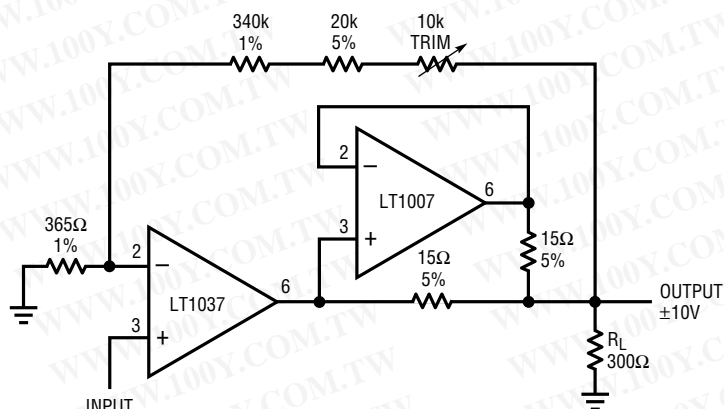 340k
1%
20k
5%
10k
TRIM
2
−
LT1007
6
3
+
365Ω
1%
2
−
LT1037
6
3
+
15Ω
5%
15Ω
5%
OUTPUT
±10V
RL
300Ω
INPUT
WWW.100Y.COM.TW